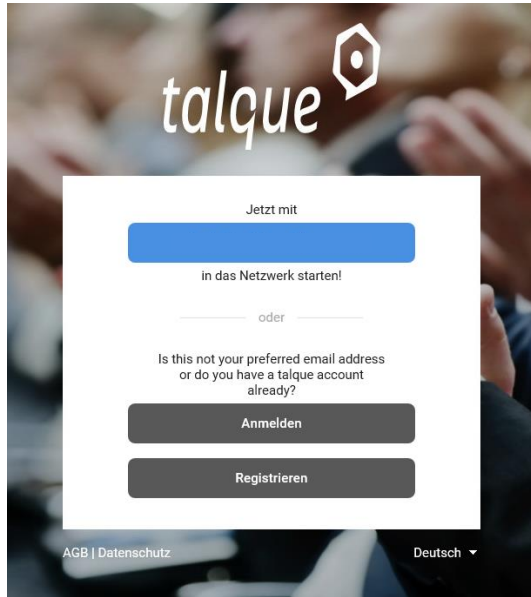 talque
Jetzt mit
in das Netzwerk starten!
oder
Is this not your preferred email address
or do you have a talque account
already?
Anmelden
Registrieren
AGB | Datenschutz
Deutsch